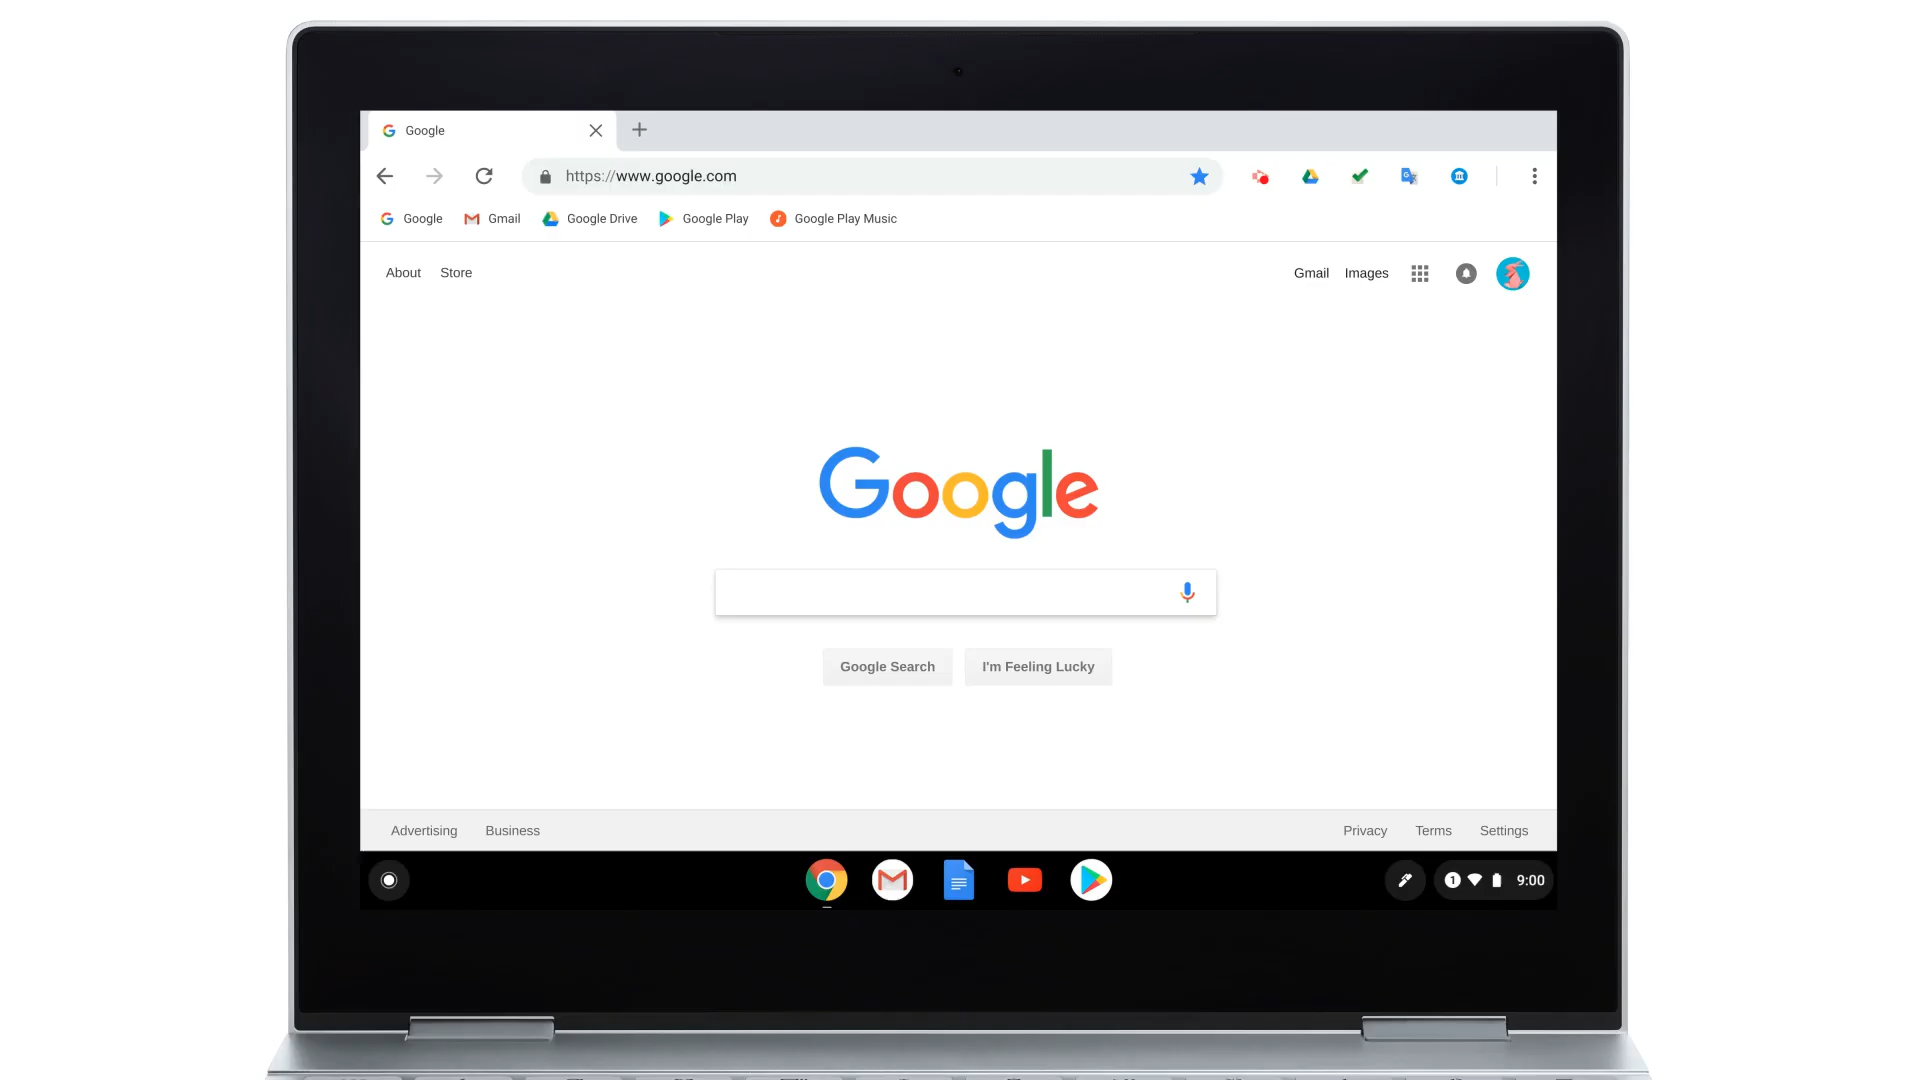 Google
https://www.google.com
Google Gmail Google Drive Google Play Google Play Music
About Store Gmail Images
Google
Google Search I'm Feeling Lucky
Advertising Business Privacy Terms Settings
1 9:00